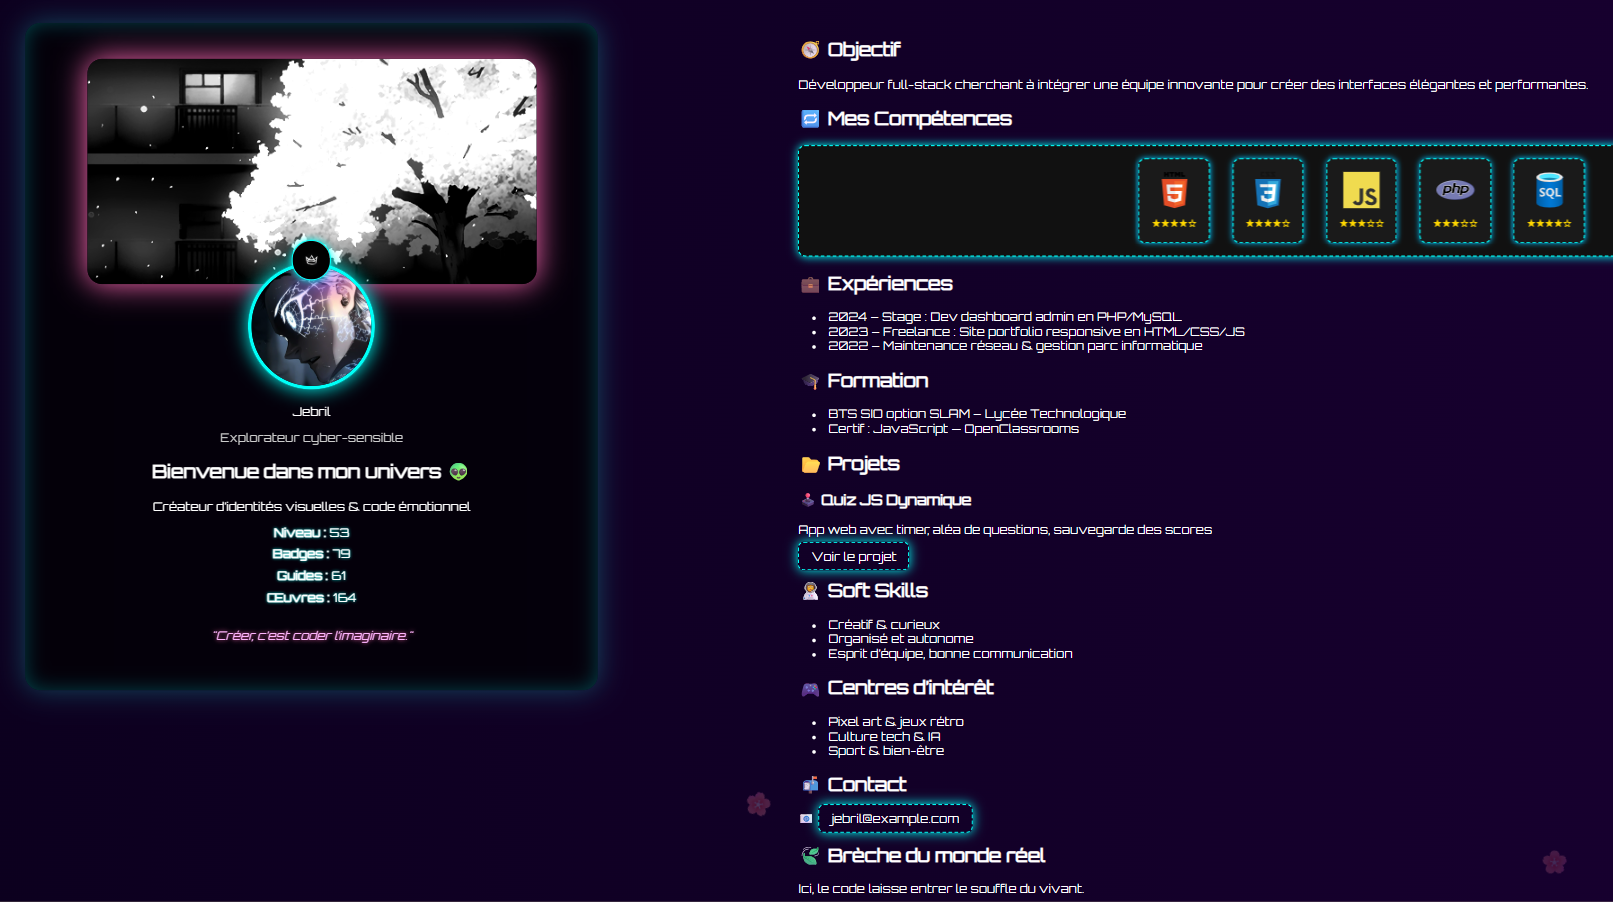 Jebril
Explorateur cyber-sensible
Bienvenue dans mon univers
Créateur d'identités visuelles & code émotionnel
Niveau : 53
Badges : 79
Guides : 61
Œuvres : 164
"Créer, c'est coder l'imaginaire."
Objectif
Développeur full-stack cherchant à intégrer une équipe innovante pour créer des interfaces élégantes et performantes.
Mes Compétences
HTML 5
3
JS
php
SQL
★★★★☆
★★★★☆
★★★☆☆
★★★☆☆
★★★★☆
Expériences
2024 – Stage : Dev dashboard admin en PHP/MySQL
2023 – Freelance : Site portfolio responsive en HTML/CSS/JS
2022 – Maintenance réseau & gestion parc informatique
Formation
BTS SIO option SLAM – Lycée Technologique
Certif : JavaScript — OpenClassrooms
Projets
Quiz JS Dynamique
App web avec timer, aléa de questions, sauvegarde des scores
Voir le projet
Soft Skills
Créatif & curieux
Organisé et autonome
Esprit d'équipe, bonne communication
Centres d'intérêt
Pixel art & jeux rétro
Culture tech & IA
Sport & bien-être
Contact
jebril@example.com
Brèche du monde réel
Ici, le code laisse entrer le souffle du vivant.